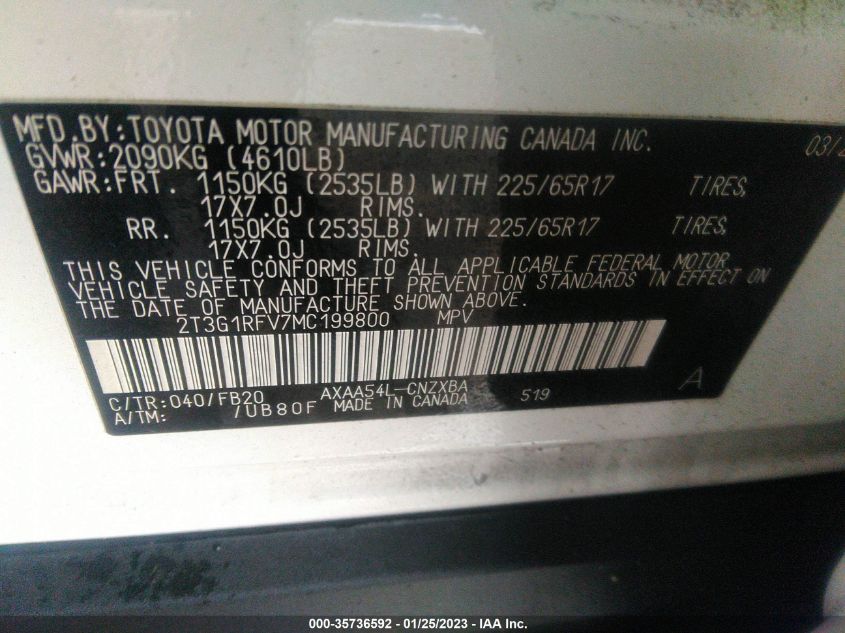 MFD.BY:TOYOTA MOTOR MANUFACTURING CANADA INC. 03/2
GVWR:2090KG (4610LB)
GAWR:FRT. 1150KG (2535LB) WITH 225/65R17 TIRES,
17X7.0J RIMS.
RR. 1150KG (2535LB) WITH 225/65R17 TIRES,
17X7.0J RIMS.
THIS VEHICLE CONFORMS TO ALL APPLICABLE FEDERAL MOTOR
VEHICLE SAFETY AND THEFT PREVENTION STANDARDS IN EFFECT ON
THE DATE OF MANUFACTURE SHOWN ABOVE.
2T3G1RFV7MC199800 MPV
C/TR:040/FB20 AXAA54L-CNZXBA 519 A
A/TM: /UB80F MADE IN CANADA
000-35736592 - 01/25/2023 - IAA Inc.